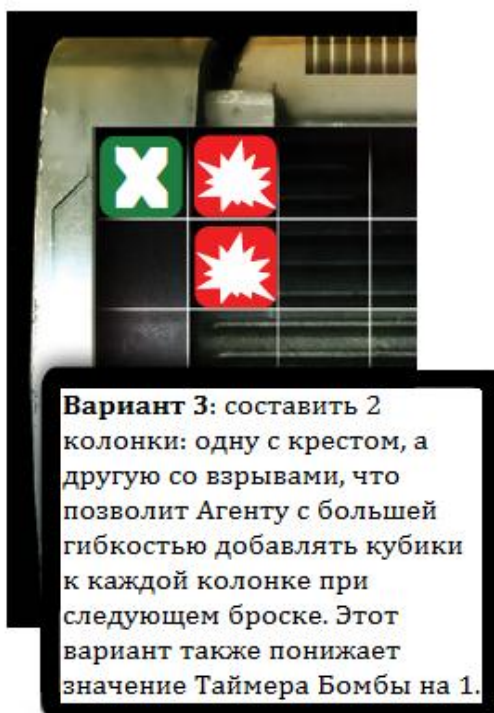 Вариант 3: составить 2
колонки: одну с крестом, а
другую со взрывами, что
позволит Агенту с большей
гибкостью добавлять кубики
к каждой колонке при
следующем броске. Этот
вариант также понижает
значение Таймера Бомбы на 1.